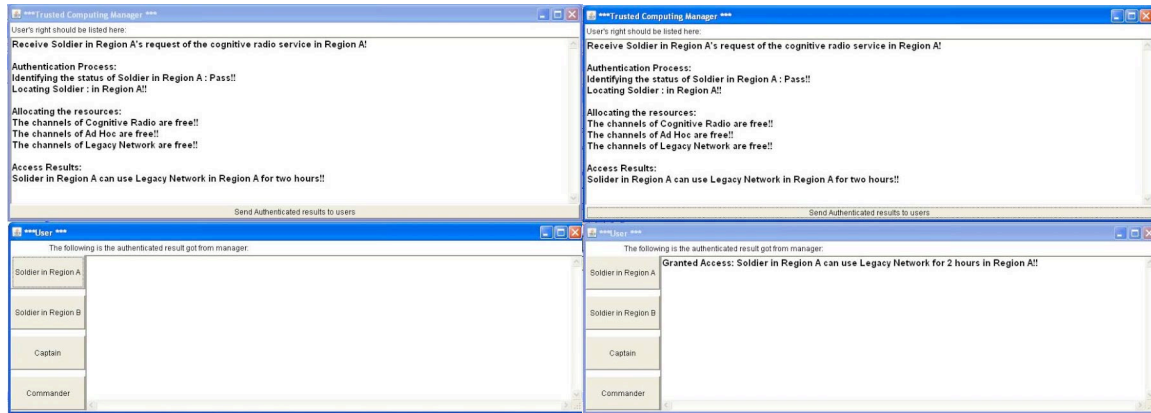 ***Trusted Computing Manager ***
User's right should be listed here:
Receive Soldier in Region A's request of the cognitive radio service in Region A!
Authentication Process:
Identifying the status of Soldier in Region A : Pass!!
Locating Soldier : in Region A!!
Allocating the resources:
The channels of Cognitive Radio are free!!
The channels of Ad Hoc are free!!
The channels of Legacy Network are free!!
Access Results:
Solider in Region A can use Legacy Network in Region A for two hours!!
Send Authenticated results to users
***User ***
The following is the authenticated result got from manager:
Soldier in Region A
Soldier in Region B
Captain
Commander
***Trusted Computing Manager ***
User's right should be listed here:
Receive Soldier in Region A's request of the cognitive radio service in Region A!
Authentication Process:
Identifying the status of Soldier in Region A : Pass!!
Locating Soldier : in Region A!!
Allocating the resources:
The channels of Cognitive Radio are free!!
The channels of Ad Hoc are free!!
The channels of Legacy Network are free!!
Access Results:
Solider in Region A can use Legacy Network in Region A for two hours!!
Send Authenticated results to users
***User ***
The following is the authenticated result got from manager:
Granted Access: Soldier in Region A can use Legacy Network for 2 hours in Region A!!
Soldier in Region A
Soldier in Region B
Captain
Commander